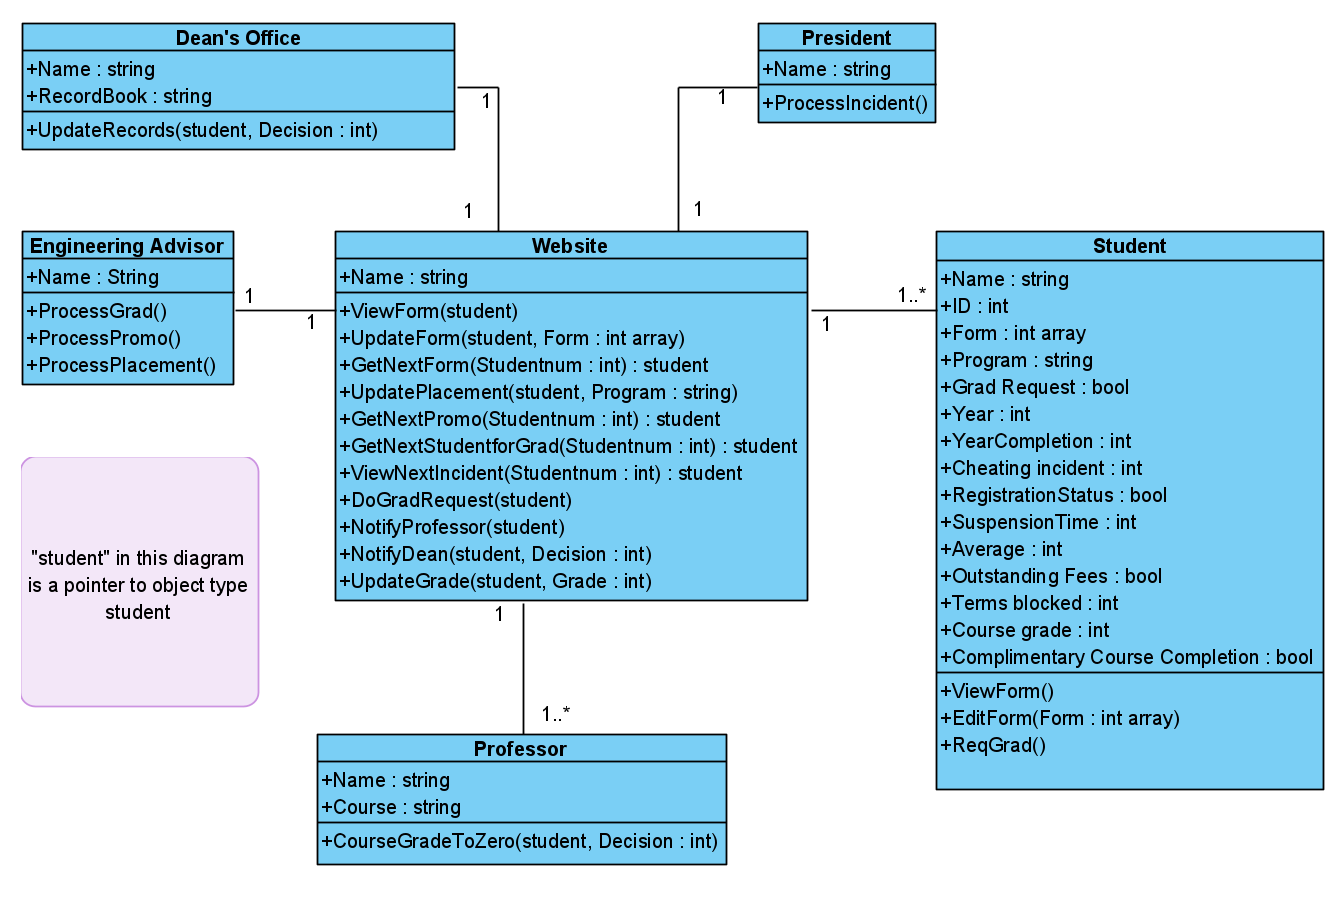 Dean's Office
+Name : string
+RecordBook : string
+UpdateRecords(student, Decision : int)
1
1
President
+Name : string
+ProcessIncident()
1
1
Engineering Advisor
+Name : String
+ProcessGrad()
+ProcessPromo()
+ProcessPlacement()
1
1
Website
+Name : string
+ViewForm(student)
+UpdateForm(student, Form : int array)
+GetNextForm(Studentnum : int) : student
+UpdatePlacement(student, Program : string)
+GetNextPromo(Studentnum : int) : student
+GetNextStudentforGrad(Studentnum : int) : student
+ViewNextIncident(Studentnum : int) : student
+DoGradRequest(student)
+NotifyProfessor(student)
+NotifyDean(student, Decision : int)
+UpdateGrade(student, Grade : int)
1..*
1
Student
+Name : string
+ID : int
+Form : int array
+Program : string
+Grad Request : bool
+Year : int
+YearCompletion : int
+Cheating incident : int
+RegistrationStatus : bool
+SuspensionTime : int
+Average : int
+Outstanding Fees : bool
+Terms blocked : int
+Course grade : int
+Complimentary Course Completion : bool
+ViewForm()
+EditForm(Form : int array)
+ReqGrad()
"student" in this diagram
is a pointer to object type
student
1
1..*
Professor
+Name : string
+Course : string
+CourseGradeToZero(student, Decision : int)